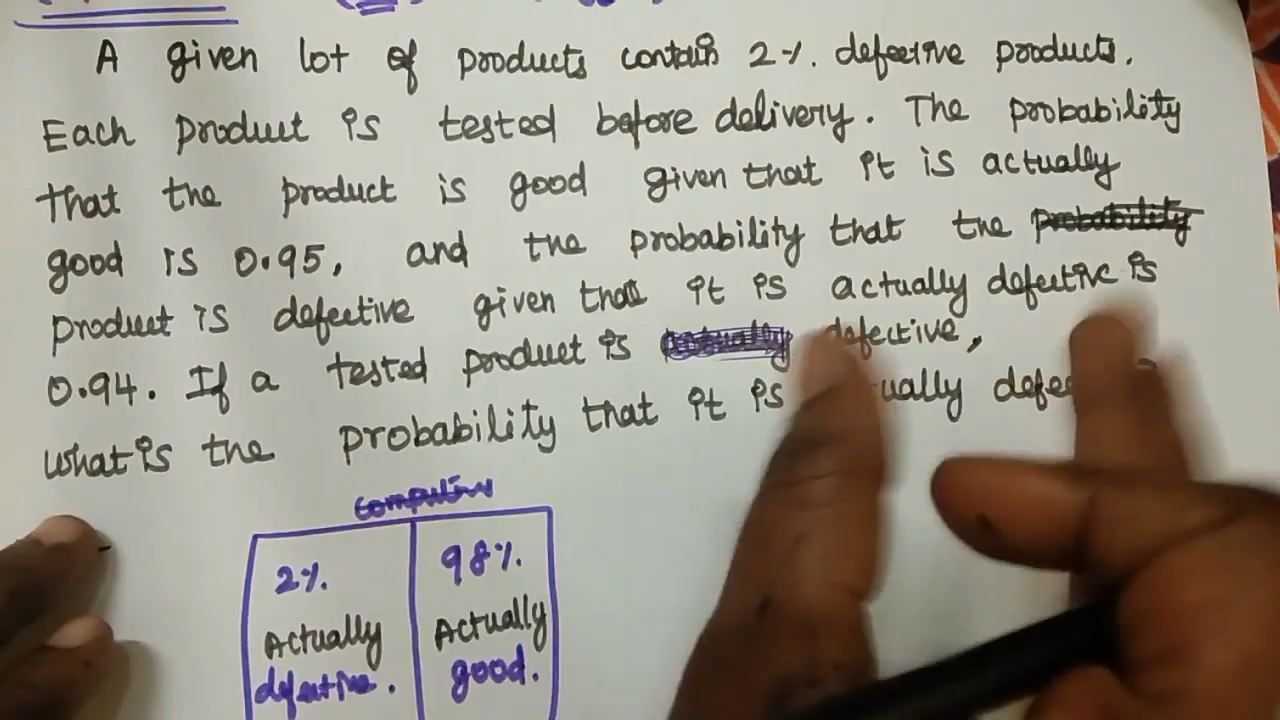 A given lot of products contain 2%. defective products.
Each product is tested before delivery. The probability
that the product is good given that it is actually
good is 0.95, and the probability that the probability
product is defective given that it is actually defective is
0.94. If a tested product is defective,
what is the probability that it is
2%. 98%.
Actually Actually
defective. good.